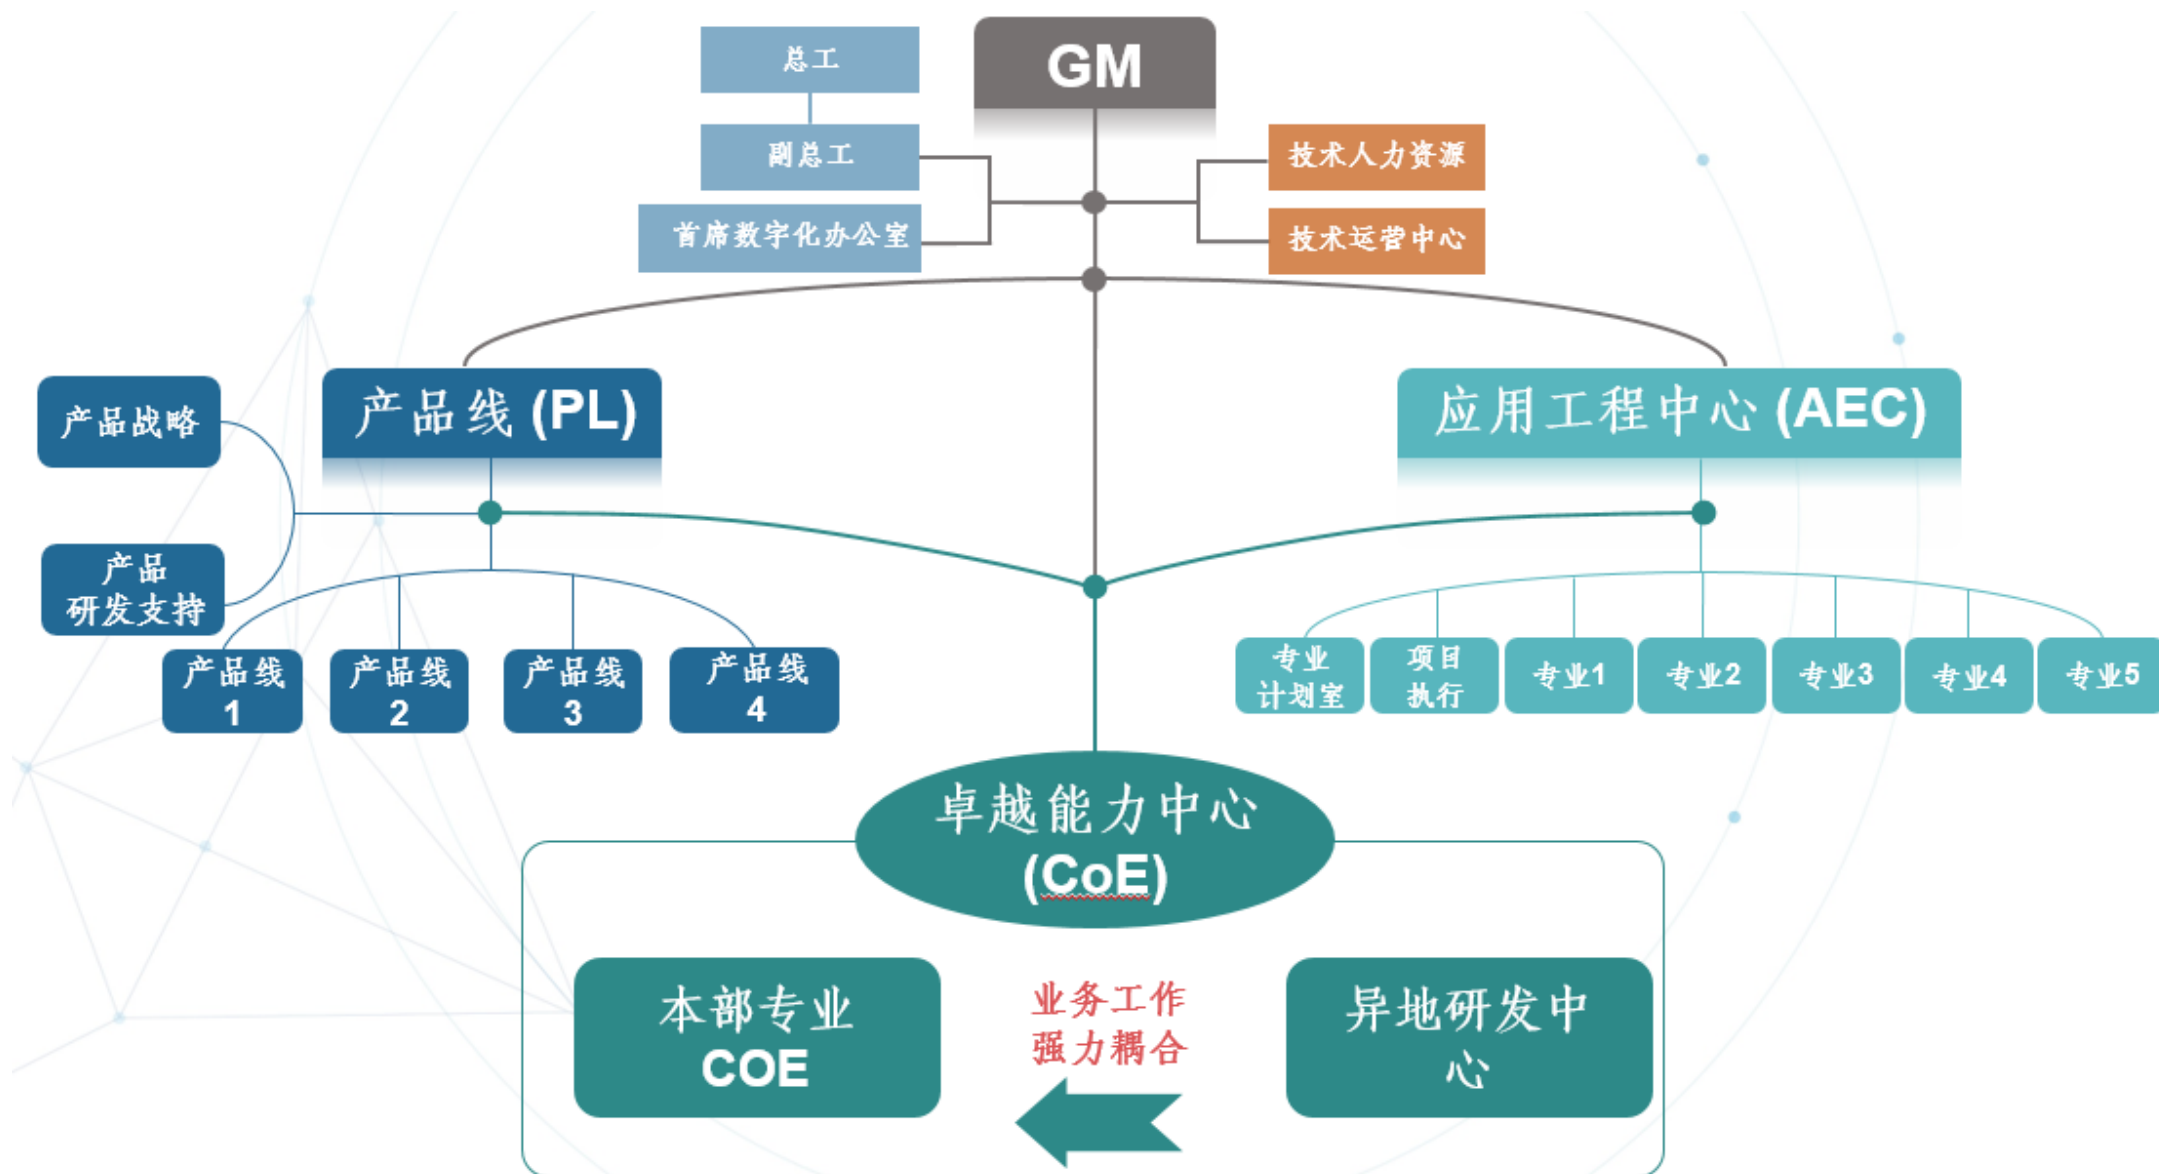 总工
GM
副总工
技术人力资源
首席数字化办公室
技术运营中心
产品战略
产品线 (PL)
应用工程中心 (AEC)
产品
研发支持
产品线
1
产品线
2
产品线
3
产品线
4
专业
计划室
项目
执行
专业1
专业2
专业3
专业4
专业5
卓越能力中心
(CoE)
本部专业
COE
业务工作
强力耦合
异地研发中
心